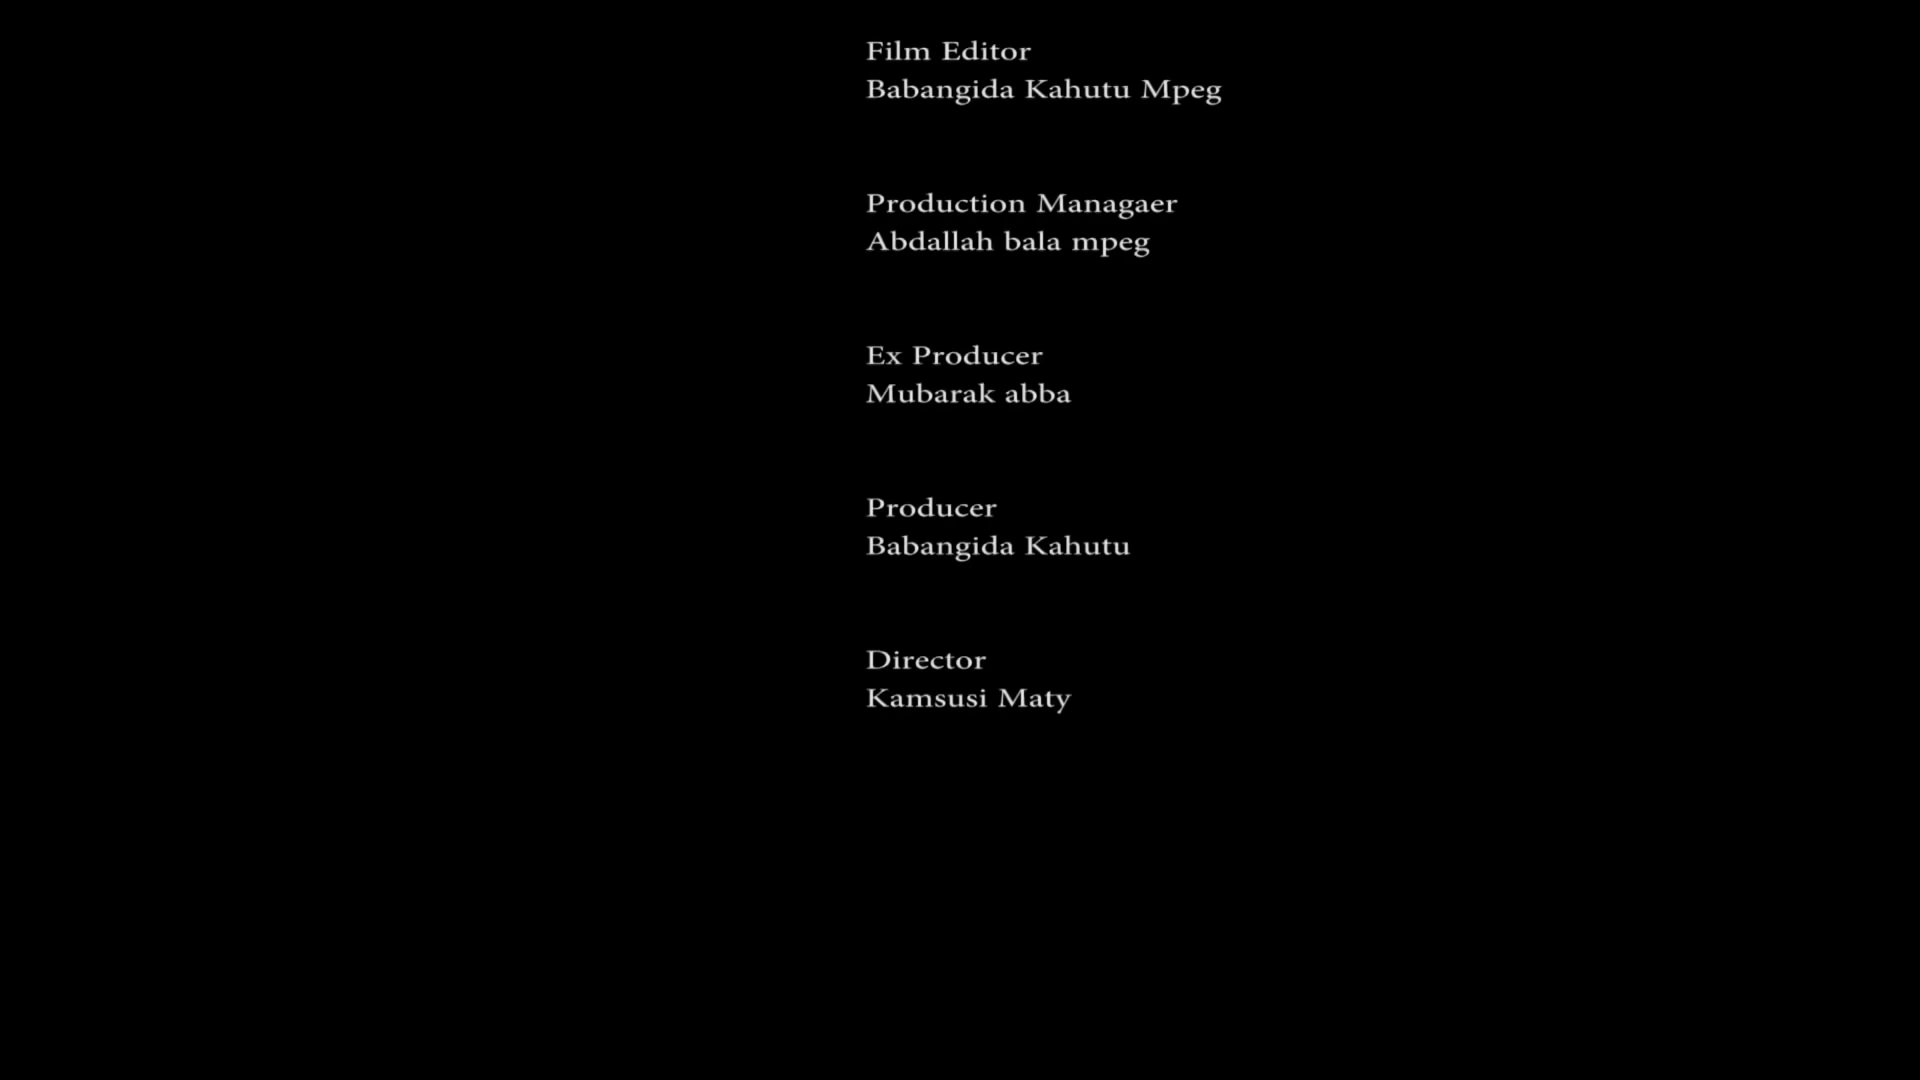 Film Editor
Babangida Kahutu Mpeg
Production Managaer
Abdallah bala mpeg
Ex Producer
Mubarak abba
Producer
Babangida Kahutu
Director
Kamsusi Maty